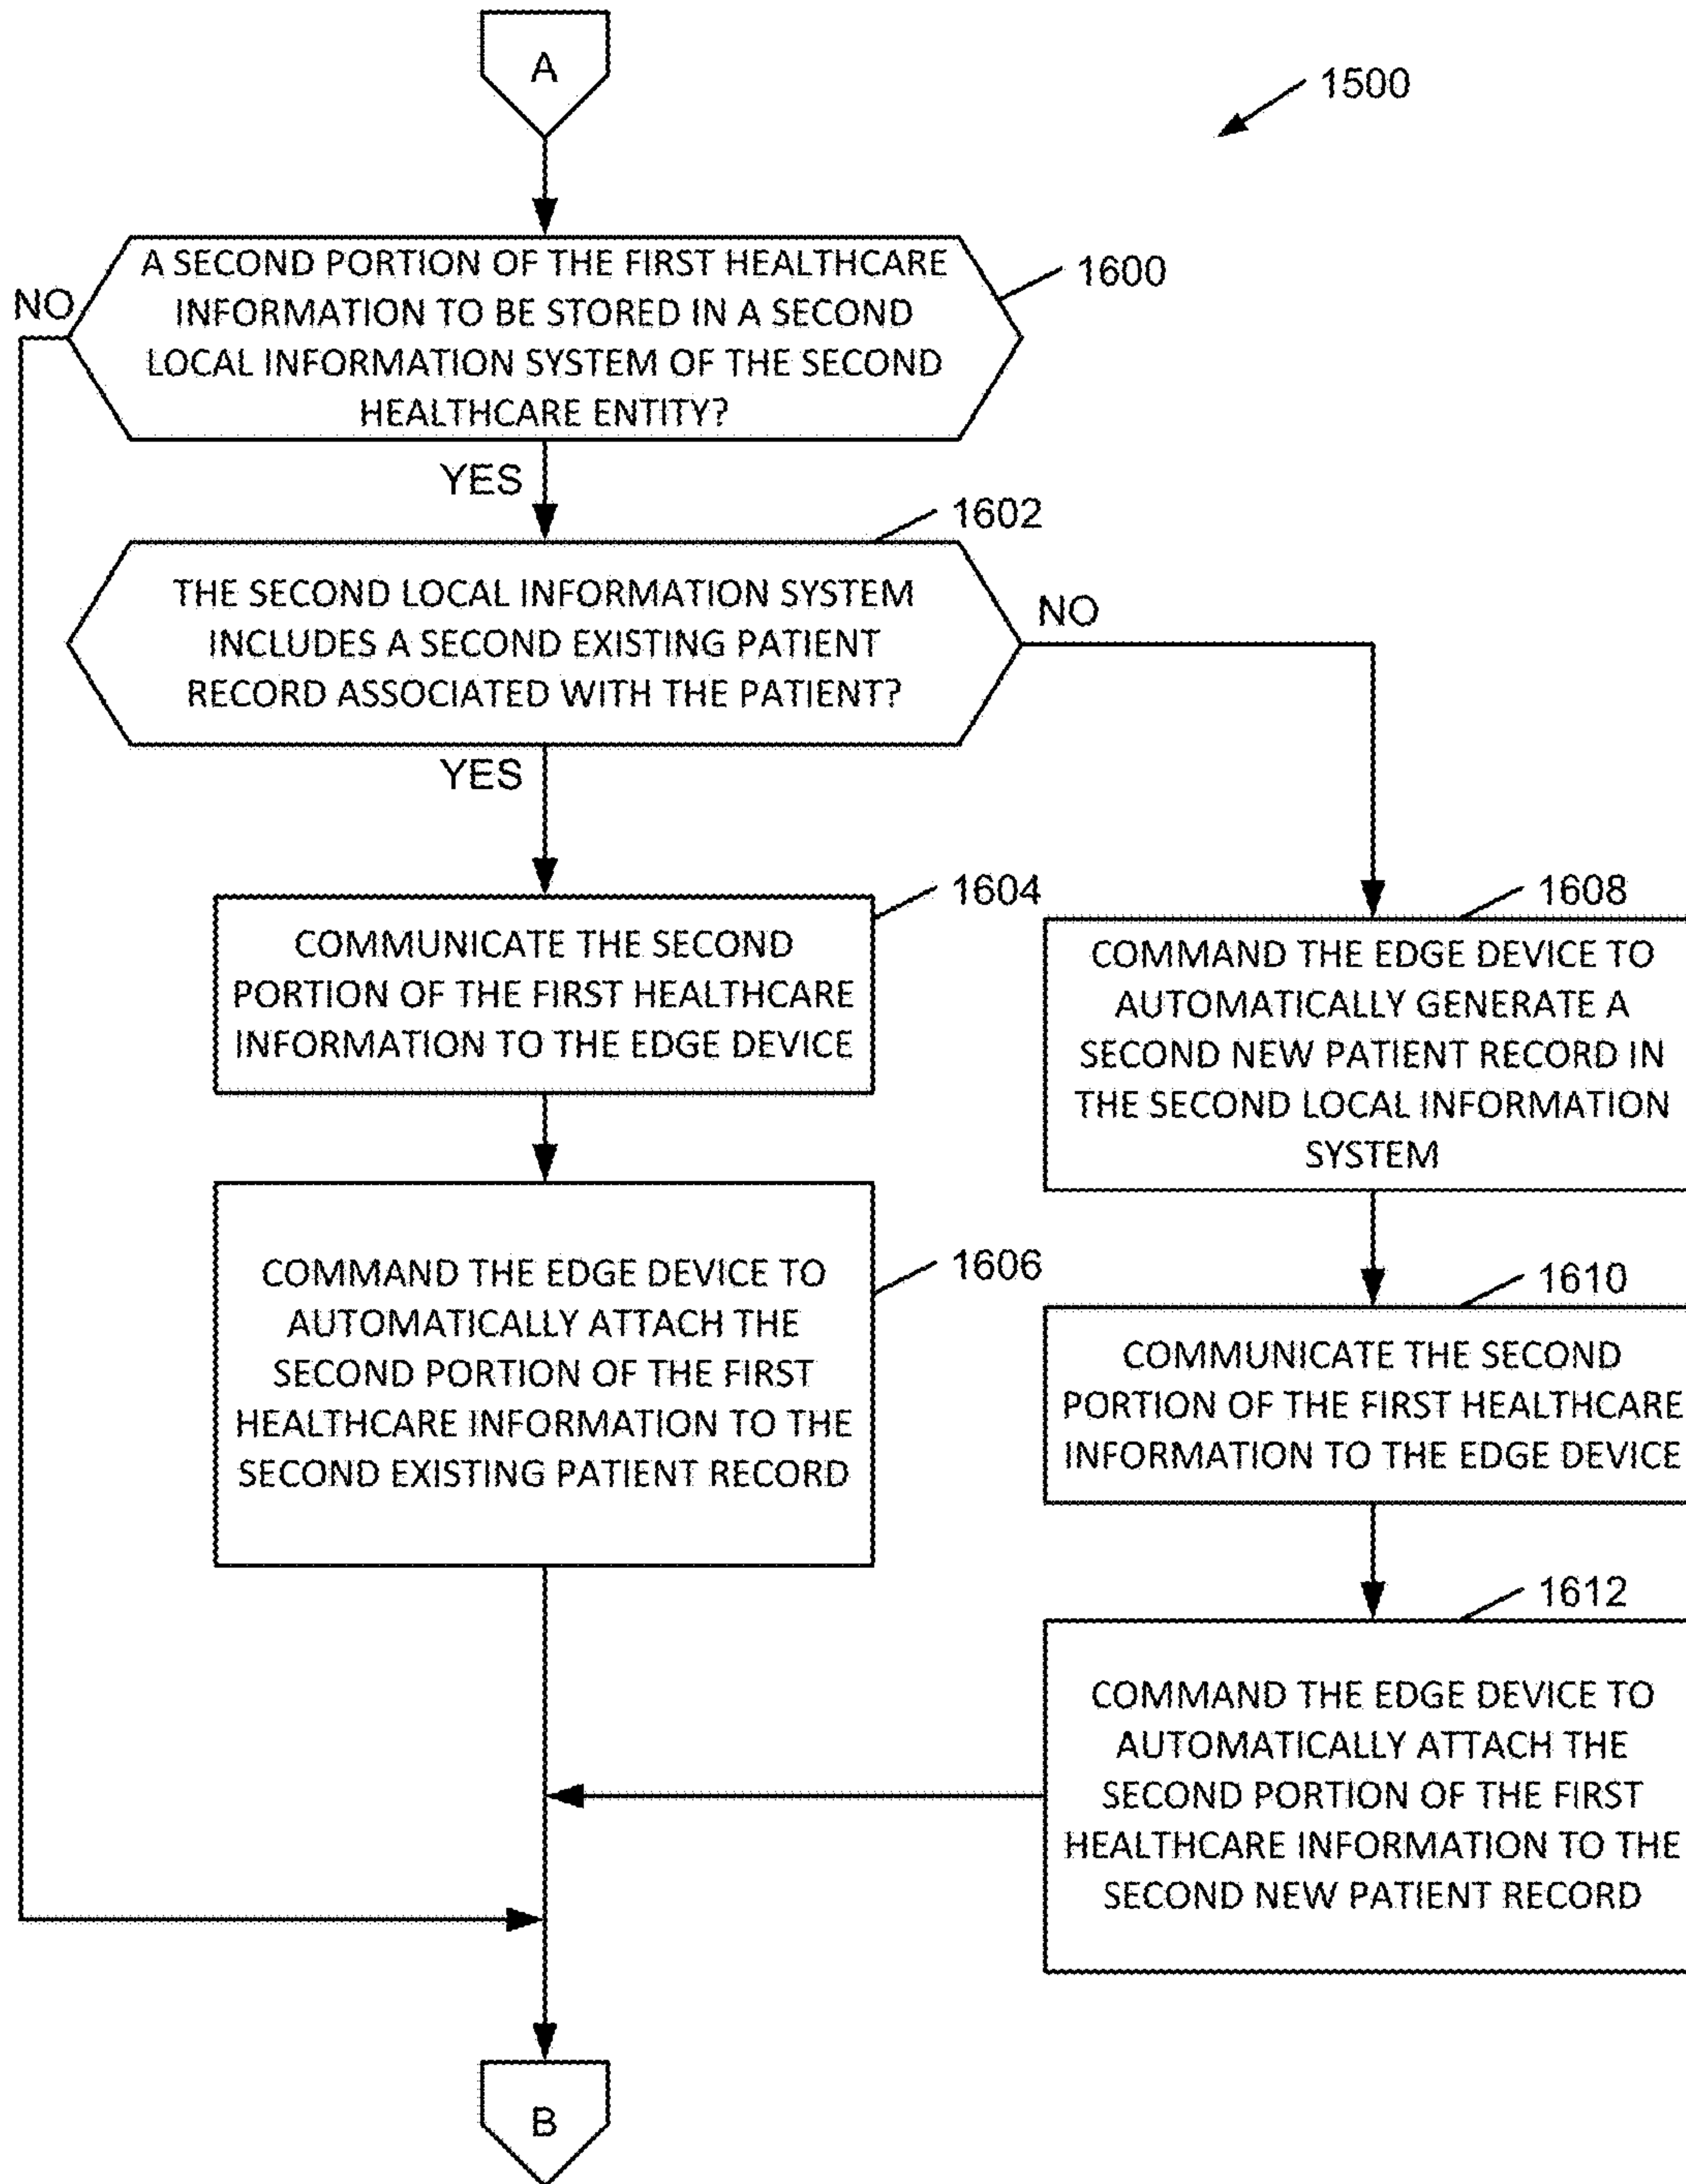 A
1500
A SECOND PORTION OF THE FIRST HEALTHCARE
INFORMATION TO BE STORED IN A SECOND
LOCAL INFORMATION SYSTEM OF THE SECOND
HEALTHCARE ENTITY?
1600
NO
YES
1602
THE SECOND LOCAL INFORMATION SYSTEM
INCLUDES A SECOND EXISTING PATIENT
RECORD ASSOCIATED WITH THE PATIENT?
NO
YES
1604
COMMUNICATE THE SECOND
PORTION OF THE FIRST HEALTHCARE
INFORMATION TO THE EDGE DEVICE
1606
COMMAND THE EDGE DEVICE TO
AUTOMATICALLY ATTACH THE
SECOND PORTION OF THE FIRST
HEALTHCARE INFORMATION TO THE
SECOND EXISTING PATIENT RECORD
1608
COMMAND THE EDGE DEVICE TO
AUTOMATICALLY GENERATE A
SECOND NEW PATIENT RECORD IN
THE SECOND LOCAL INFORMATION
SYSTEM
1610
COMMUNICATE THE SECOND
PORTION OF THE FIRST HEALTHCARE
INFORMATION TO THE EDGE DEVICE
1612
COMMAND THE EDGE DEVICE TO
AUTOMATICALLY ATTACH THE
SECOND PORTION OF THE FIRST
HEALTHCARE INFORMATION TO THE
SECOND NEW PATIENT RECORD
B